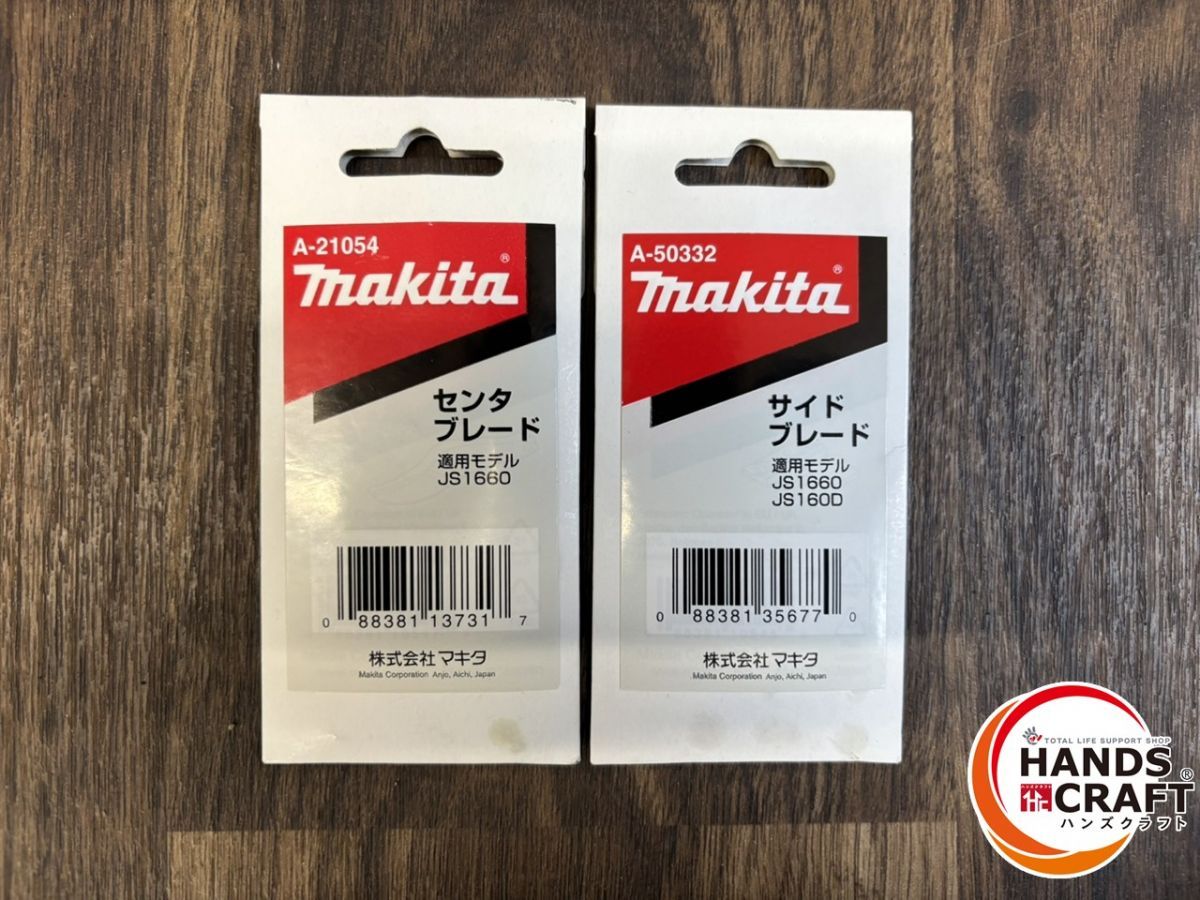 A-21054
makita®
センタ
ブレード
適用モデル
JS1660
0 88381 13731 7
株式会社 マキタ
Makita Corporation Anjo, Aichi, Japan
A-50332
makita®
サイド
ブレード
適用モデル
JS1660
JS160D
0 88381 35677 0
株式会社 マキタ
Makita Corporation Anjo, Aichi, Japan
TOTAL LIFE SUPPORT SHOP
HANDS
CRAFT®
ハンズクラフト